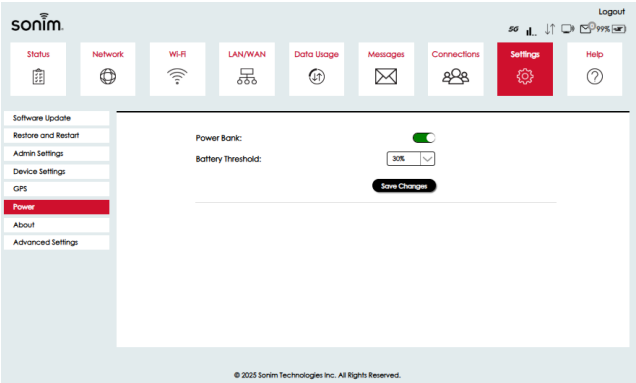 Logout
sonim
5G 99%
Status Network Wi-Fi LAN/WAN Data Usage Messages Connections Settings Help
Software Update
Restore and Restart
Admin Settings
Device Settings
GPS
Power
About
Advanced Settings
Power Bank:
Battery Threshold: 30%
Save Changes
© 2025 Sonim Technologies Inc. All Rights Reserved.